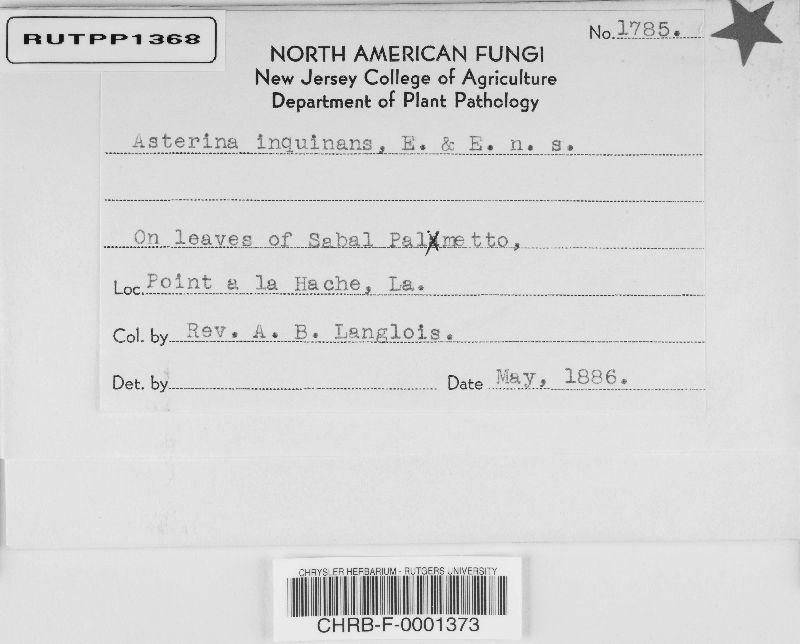 RUTPP1368
No. 1785.
NORTH AMERICAN FUNGI
New Jersey College of Agriculture
Department of Plant Pathology
Asterina inquinans, E. & E. n. s.
On leaves of Sabal Palmetto,
Loc. Point a la Hache, La.
Col. by Rev. A. B. Langlois.
Det. by
Date May, 1886.
CHRYSLER HERBARIUM - RUTGERS UNIVERSITY
CHRB-F-0001373